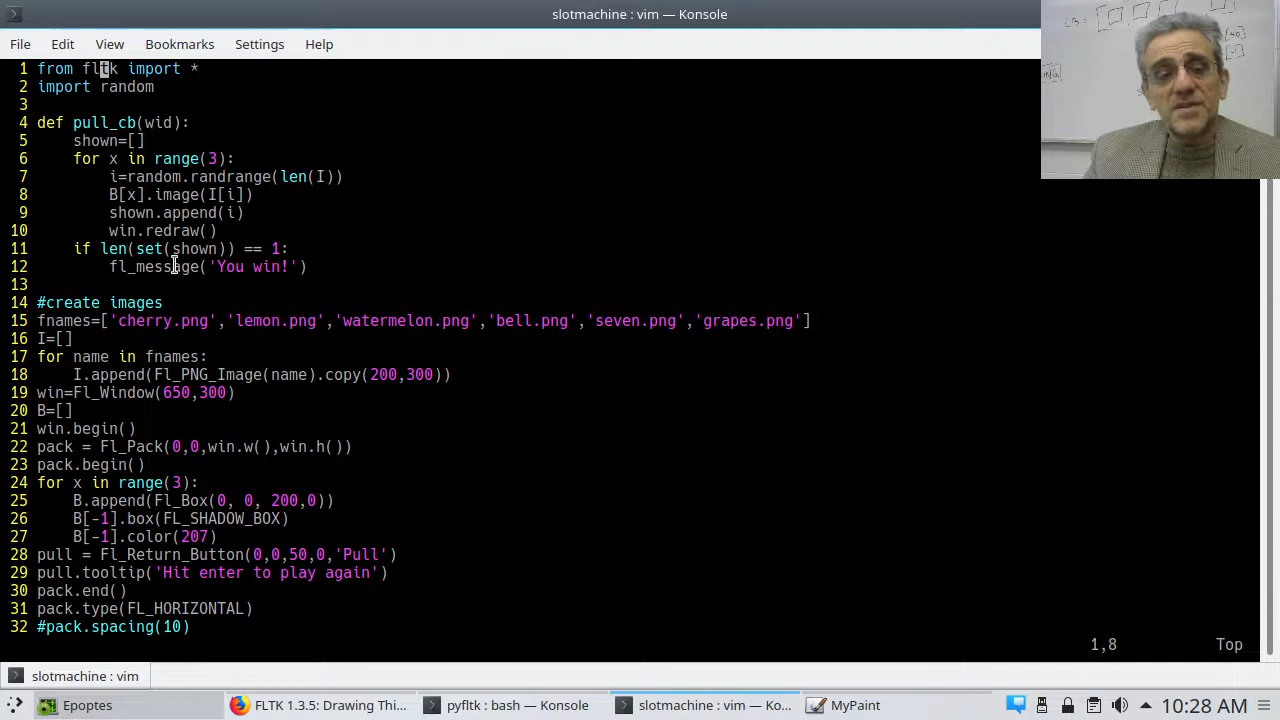 slotmachine : vim — Konsole
File Edit View Bookmarks Settings Help
1 from fltk import *
2 import random
3
4 def pull_cb(wid):
5     shown=[]
6     for x in range(3):
7         i=random.randrange(len(I))
8         B[x].image(I[i])
9         shown.append(i)
10         win.redraw()
11     if len(set(shown)) == 1:
12         fl_message('You win!')
13
14 #create images
15 fnames=['cherry.png','lemon.png','watermelon.png','bell.png','seven.png','grapes.png']
16 I=[]
17 for name in fnames:
18     I.append(Fl_PNG_Image(name).copy(200,300))
19 win=Fl_Window(650,300)
20 B=[]
21 win.begin()
22 pack = Fl_Pack(0,0,win.w(),win.h())
23 pack.begin()
24 for x in range(3):
25     B.append(Fl_Box(0, 0, 200,0))
26     B[-1].box(FL_SHADOW_BOX)
27     B[-1].color(207)
28 pull = Fl_Return_Button(0,0,50,0,'Pull')
29 pull.tooltip('Hit enter to play again')
30 pack.end()
31 pack.type(FL_HORIZONTAL)
32 #pack.spacing(10)
1,8 Top
slotmachine : vim
Epoptes FLTK 1.3.5: Drawing Thi... pyfltk : bash — Konsole slotmachine : vim — Ko... MyPaint 10:28 AM